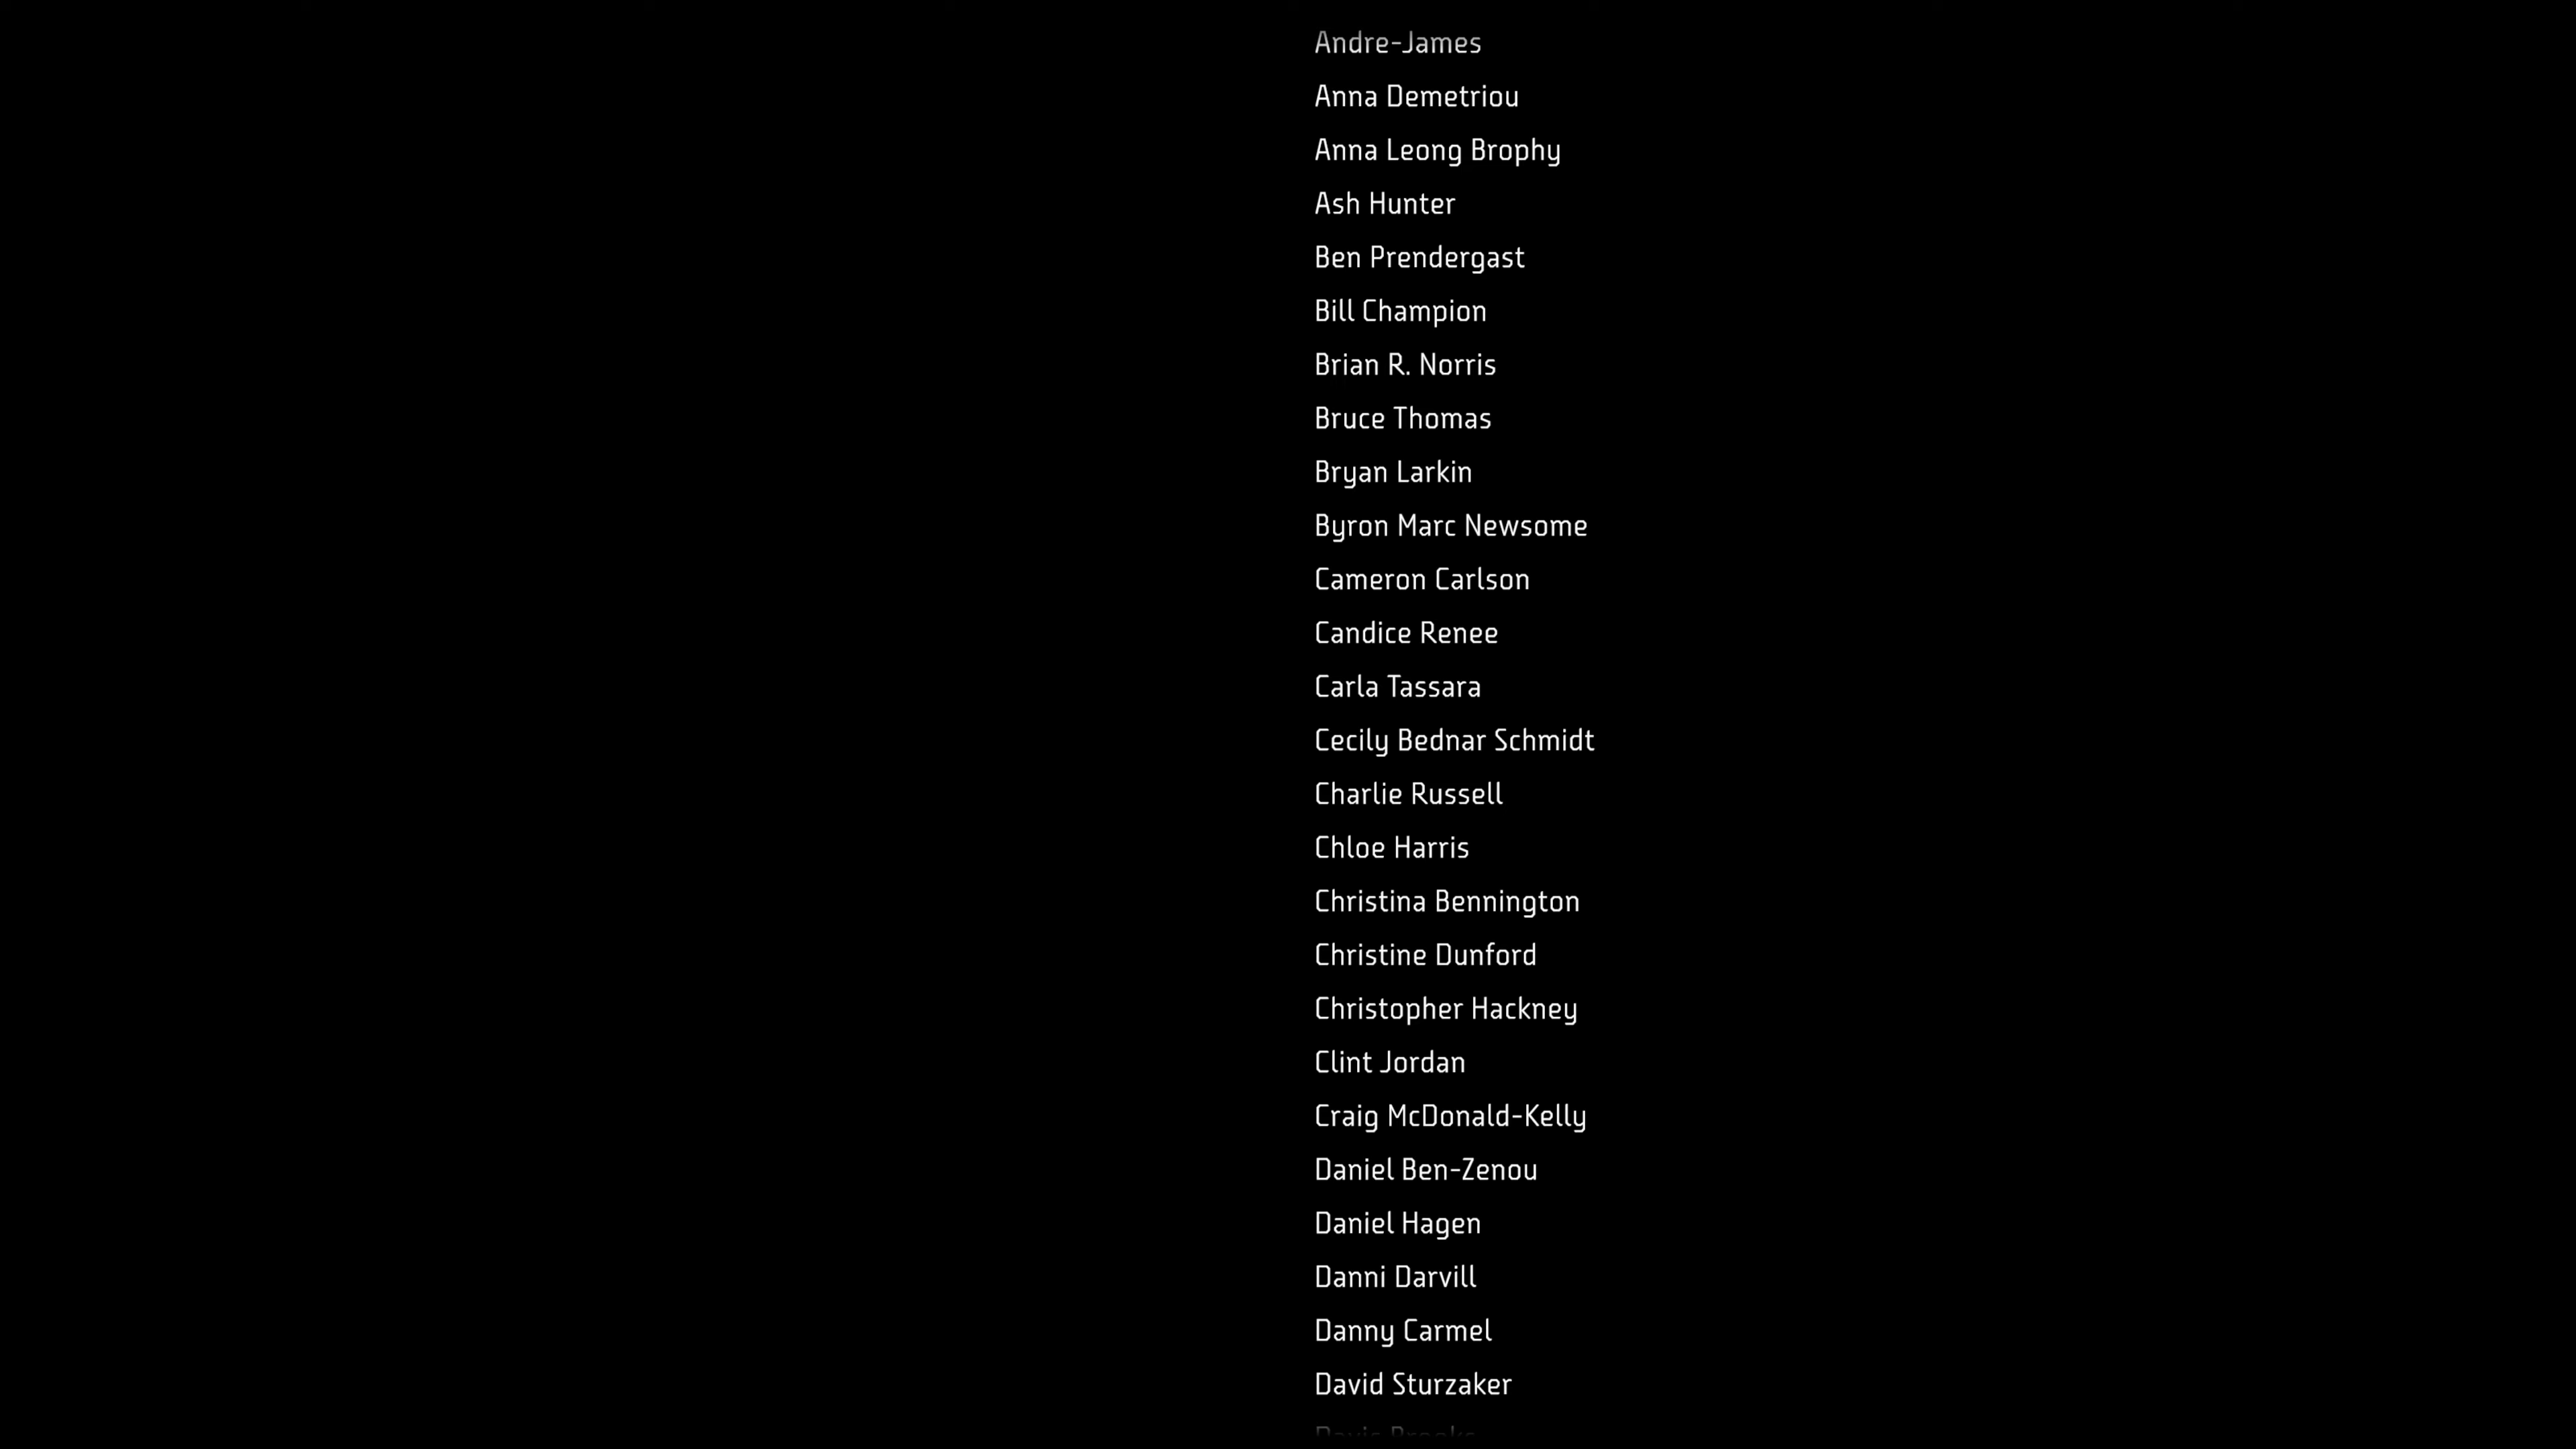 Andre-James
Anna Demetriou
Anna Leong Brophy
Ash Hunter
Ben Prendergast
Bill Champion
Brian R. Norris
Bruce Thomas
Bryan Larkin
Byron Marc Newsome
Cameron Carlson
Candice Renee
Carla Tassara
Cecily Bednar Schmidt
Charlie Russell
Chloe Harris
Christina Bennington
Christine Dunford
Christopher Hackney
Clint Jordan
Craig McDonald-Kelly
Daniel Ben-Zenou
Daniel Hagen
Danni Darvill
Danny Carmel
David Sturzaker